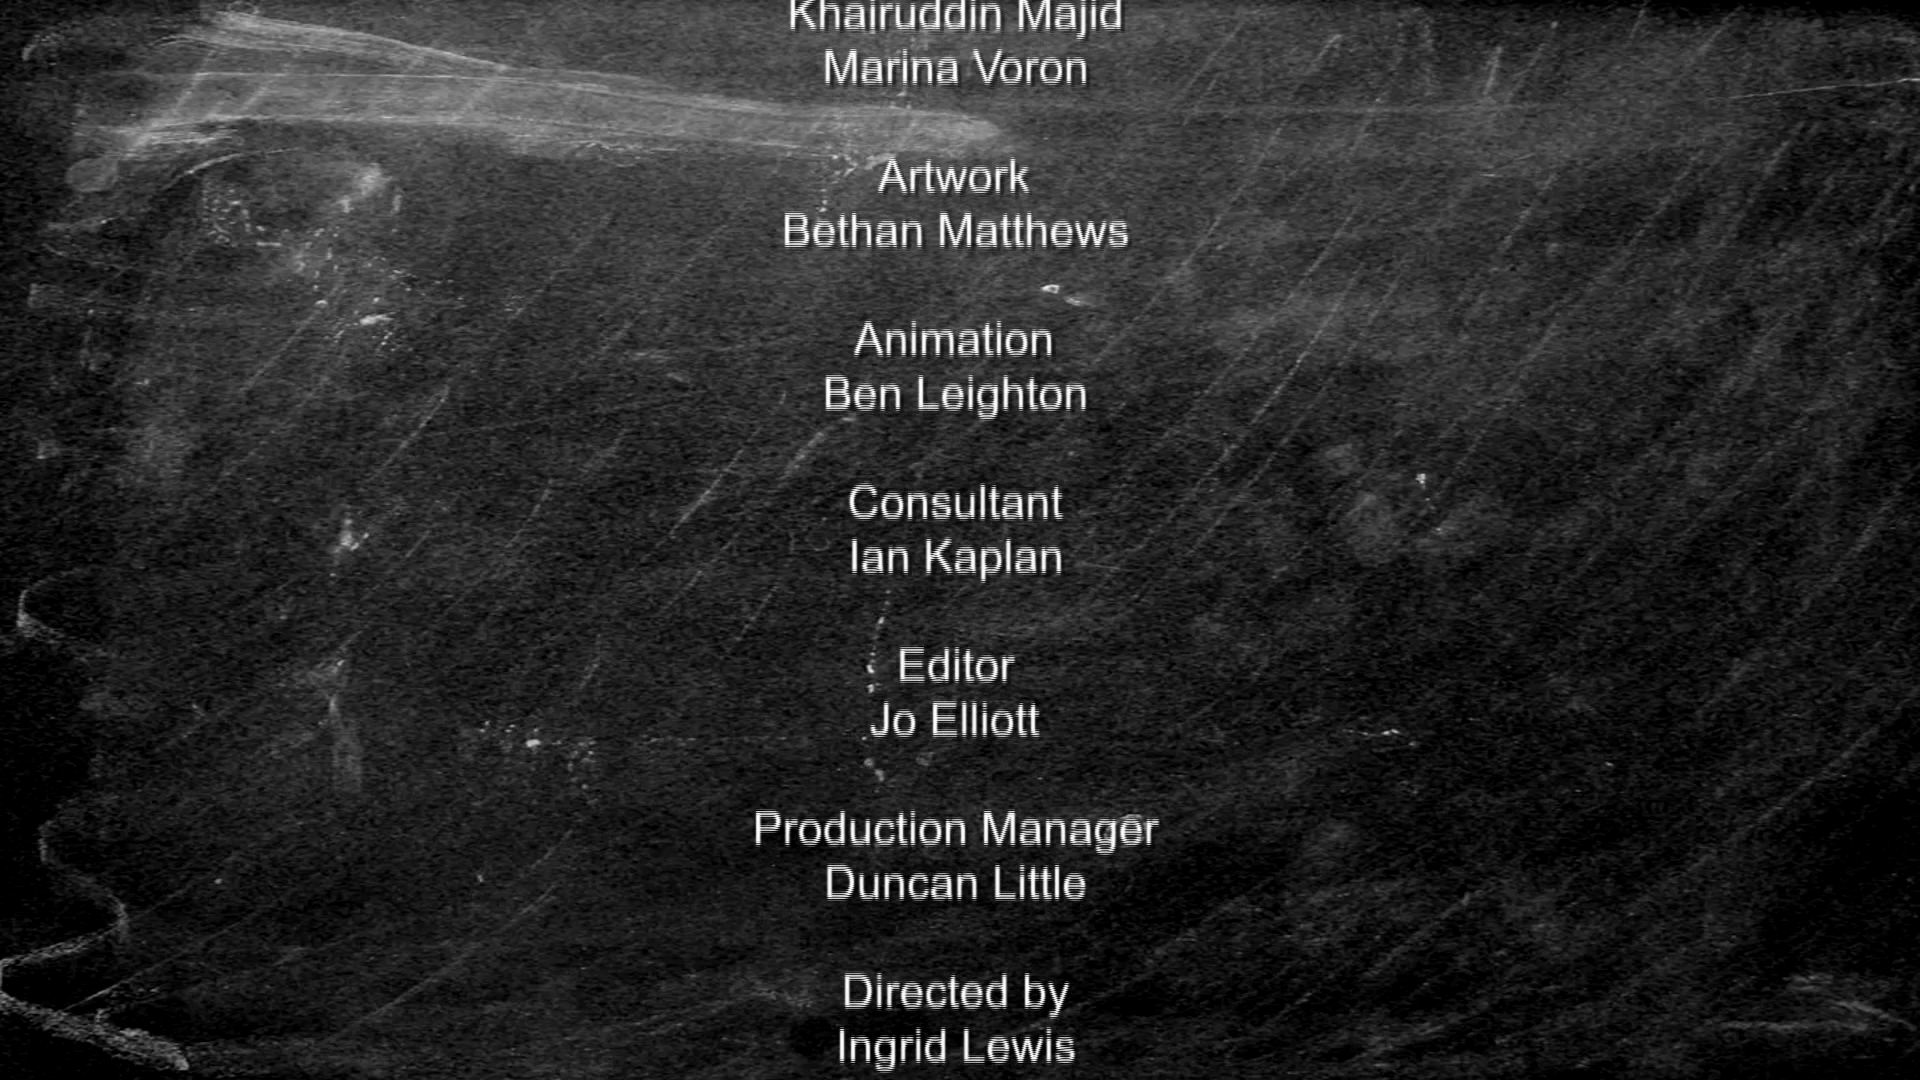 Khairuddin Majid
Marina Voron
Artwork
Bethan Matthews
Animation
Ben Leighton
Consultant
Ian Kaplan
Editor
Jo Elliott
Production Manager
Duncan Little
Directed by
Ingrid Lewis